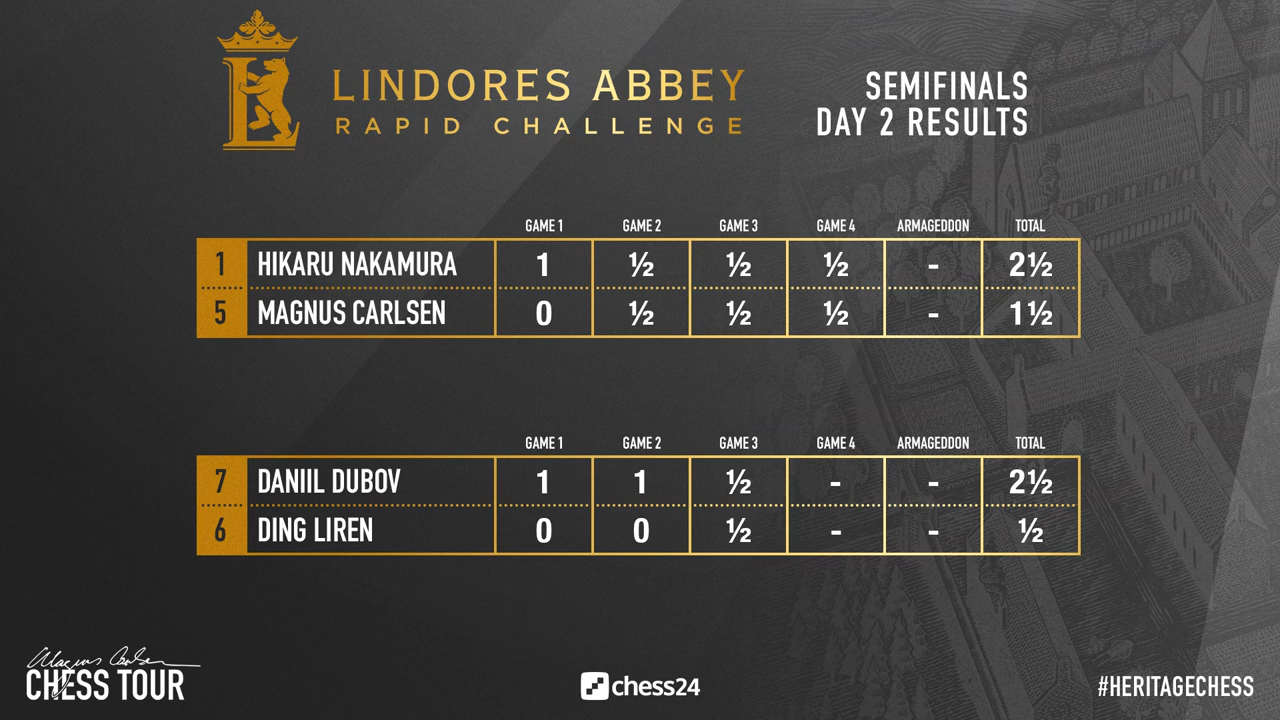 LINDORES ABBEY
RAPID CHALLENGE
SEMIFINALS
DAY 2 RESULTS
GAME 1 GAME 2 GAME 3 GAME 4 ARMAGEDDON TOTAL
1 HIKARU NAKAMURA 1 ½ ½ ½ - 2½
5 MAGNUS CARLSEN 0 ½ ½ ½ - 1½
GAME 1 GAME 2 GAME 3 GAME 4 ARMAGEDDON TOTAL
7 DANIIL DUBOV 1 1 ½ - - 2½
6 DING LIREN 0 0 ½ - - ½
Magnus Carlsen
CHESS TOUR
chess24
#HERITAGECHESS